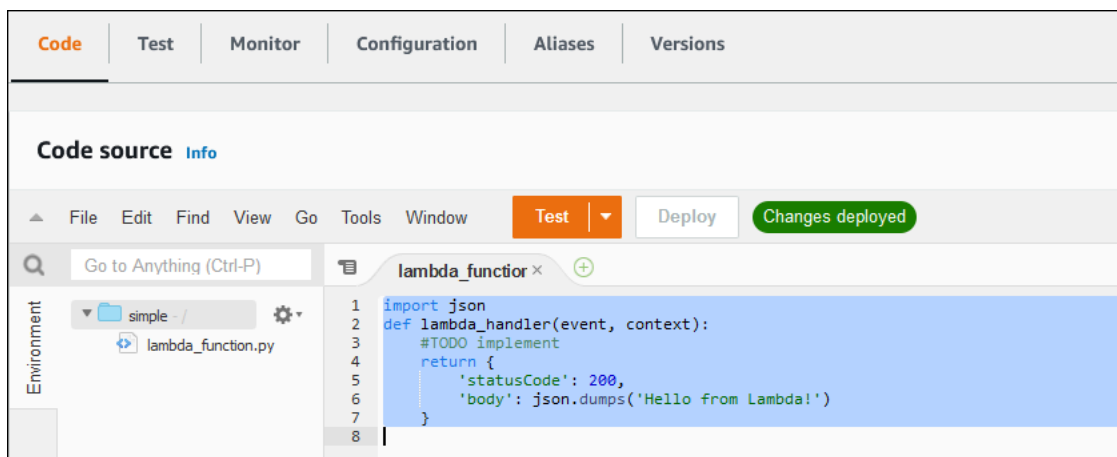 Code Test Monitor Configuration Aliases Versions
Code source Info
File Edit Find View Go Tools Window Test Deploy Changes deployed
Go to Anything (Ctrl-P) lambda_function
Environment
simple - /
lambda_function.py
1 import json
2 def lambda_handler(event, context):
3     #TODO implement
4     return {
5         'statusCode': 200,
6         'body': json.dumps('Hello from Lambda!')
7     }
8